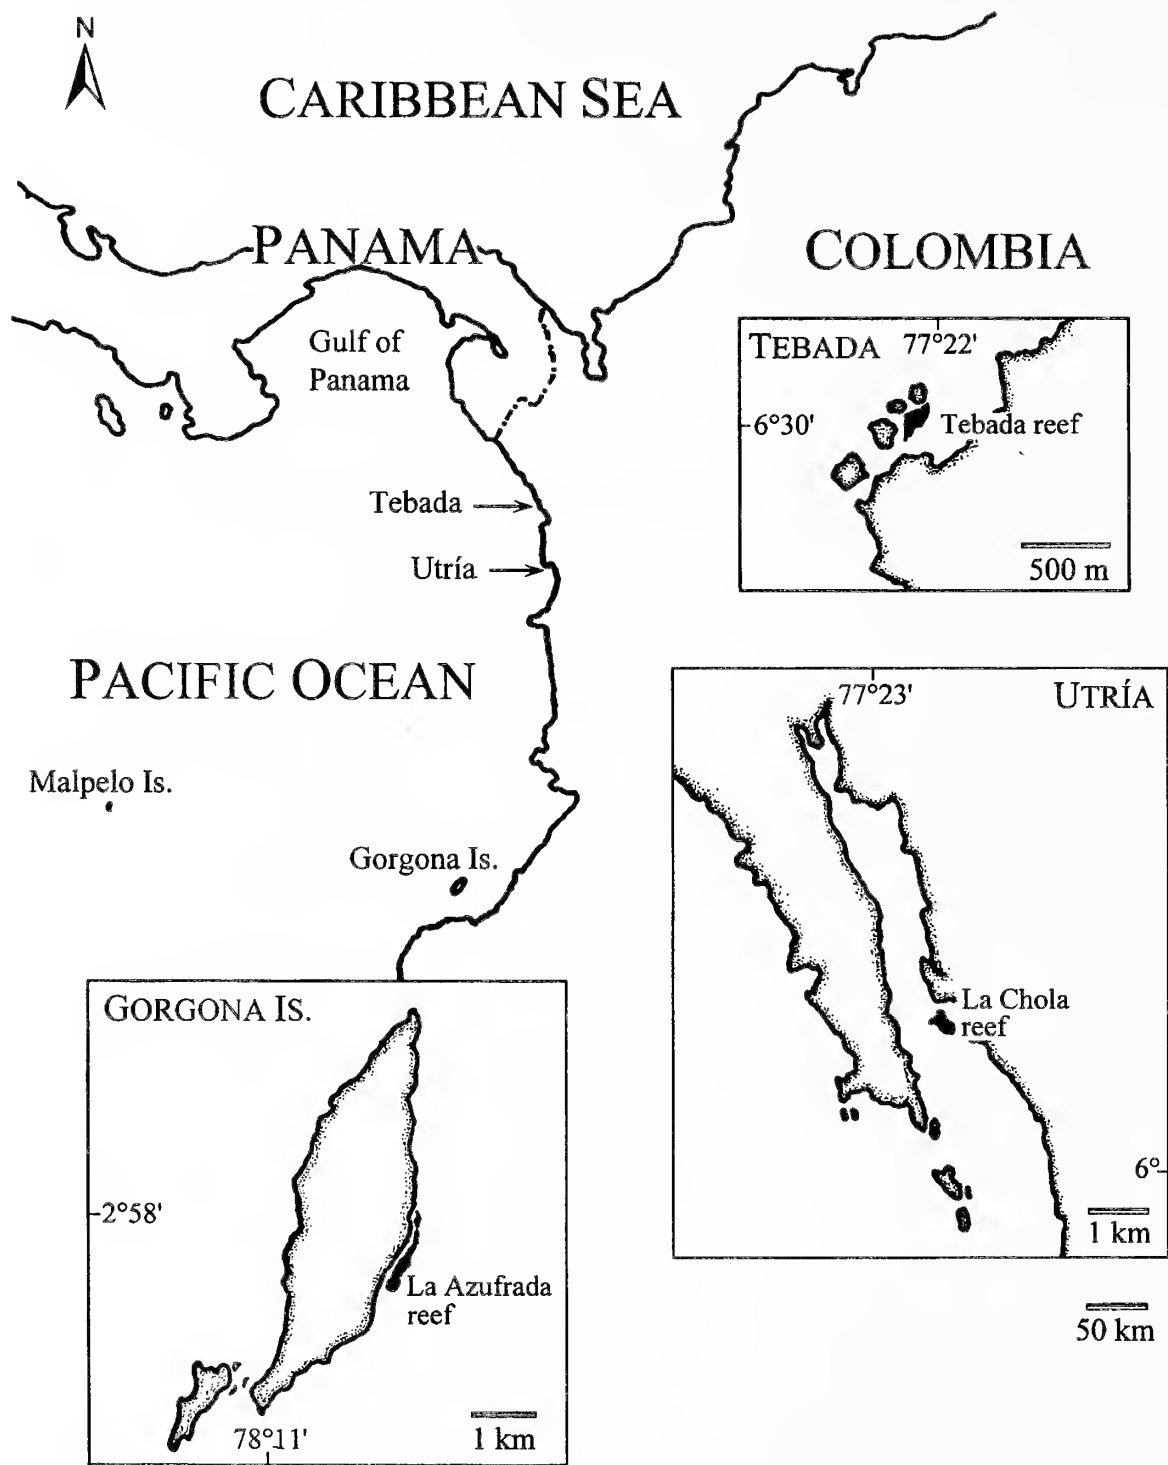 N
CARIBBEAN SEA
PANAMA
COLOMBIA
Gulf of
Panama
TEBADA 77°22'
6°30'
Tebada reef
500 m
Tebada
Utría
PACIFIC OCEAN
77°23'
UTRÍA
Malpelo Is.
Gorgona Is.
La Chola
reef
6°
1 km
GORGONA IS.
2°58'
La Azufrada
reef
78°11'
1 km
50 km